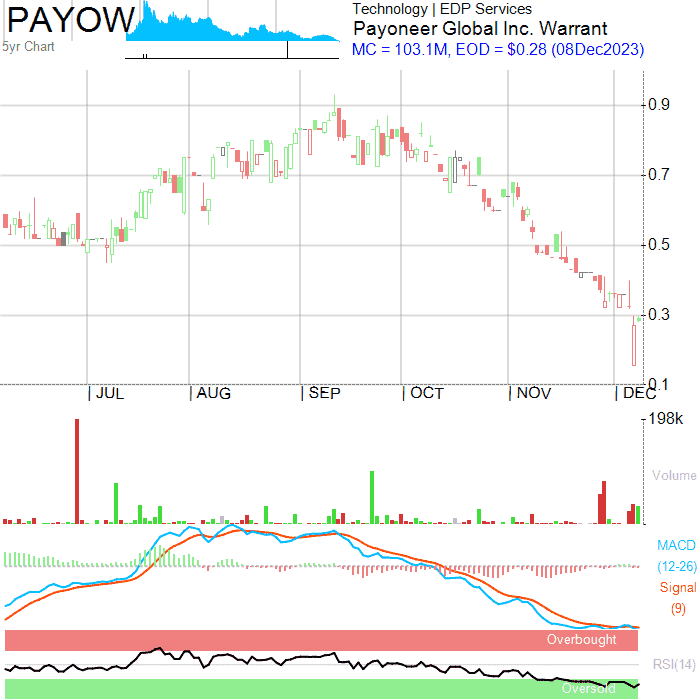 PAYOW
5yr Chart
Technology | EDP Services
Payoneer Global Inc. Warrant
MC = 103.1M, EOD = $0.28 (08Dec2023)
0.9
0.7
0.5
0.3
0.1
| JUL | AUG | SEP | OCT | NOV | DEC
198k
Volume
MACD
(12-26)
Signal
(9)
Overbought
RSI(14)
Oversold